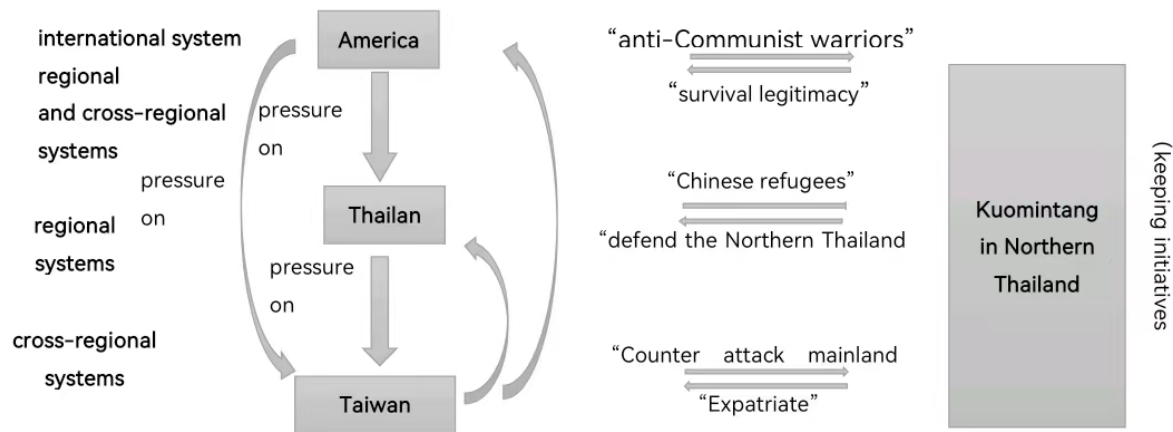 international system
regional
and cross-regional
systems
regional
systems
cross-regional
systems
America
pressure
on
pressure
on
Thailan
pressure
on
Taiwan
“anti-Communist warriors”
“survival legitimacy”
“Chinese refugees”
“defend the Northern Thailand
“Counter attack mainland
“Expatriate”
Kuomintang
in Northern
Thailand
(keeping initiatives